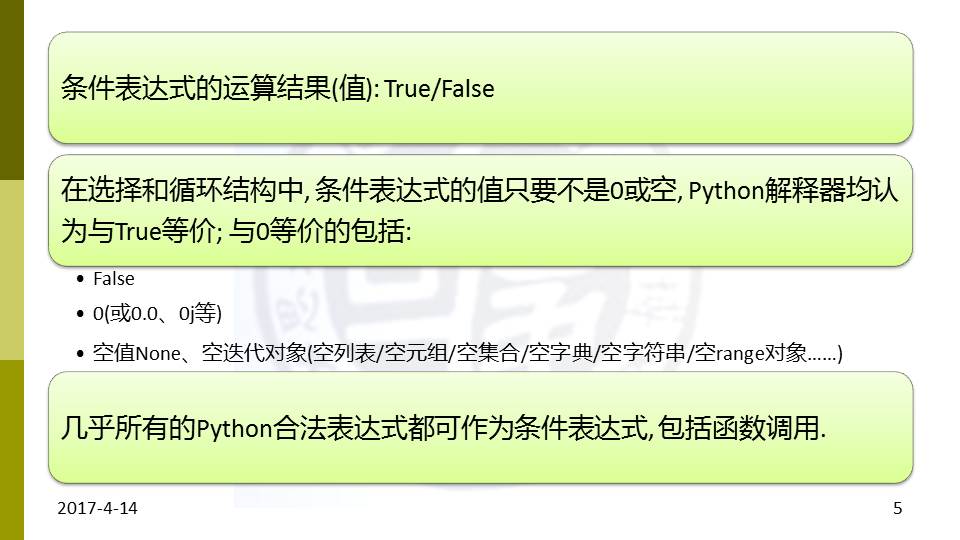 条件表达式的运算结果(值): True/False
在选择和循环结构中, 条件表达式的值只要不是0或空, Python解释器均认
为与True等价; 与0等价的包括:
• False
• 0(或0.0、0j等)
• 空值None、空迭代对象(空列表/空元组/空集合/空字典/空字符串/空range对象……)
几乎所有的Python合法表达式都可作为条件表达式, 包括函数调用.
2017-4-14
5